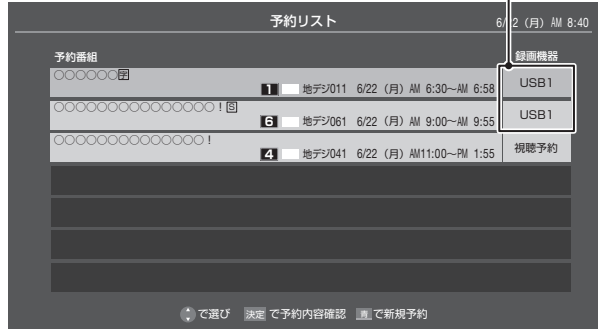 予約リスト 6/22（月）AM 8:40
予約番組 録画機器
○○○○○○字
1 地デジ011 6/22（月）AM 6:30〜AM 6:58 USB1
○○○○○○○○○○○○○○○！S
6 地デジ061 6/22（月）AM 9:00〜AM 9:55 USB1
○○○○○○○○○○○○○○！
4 地デジ041 6/22（月）AM11:00〜PM 1:55 視聴予約
で選び 決定 で予約内容確認 青 で新規予約